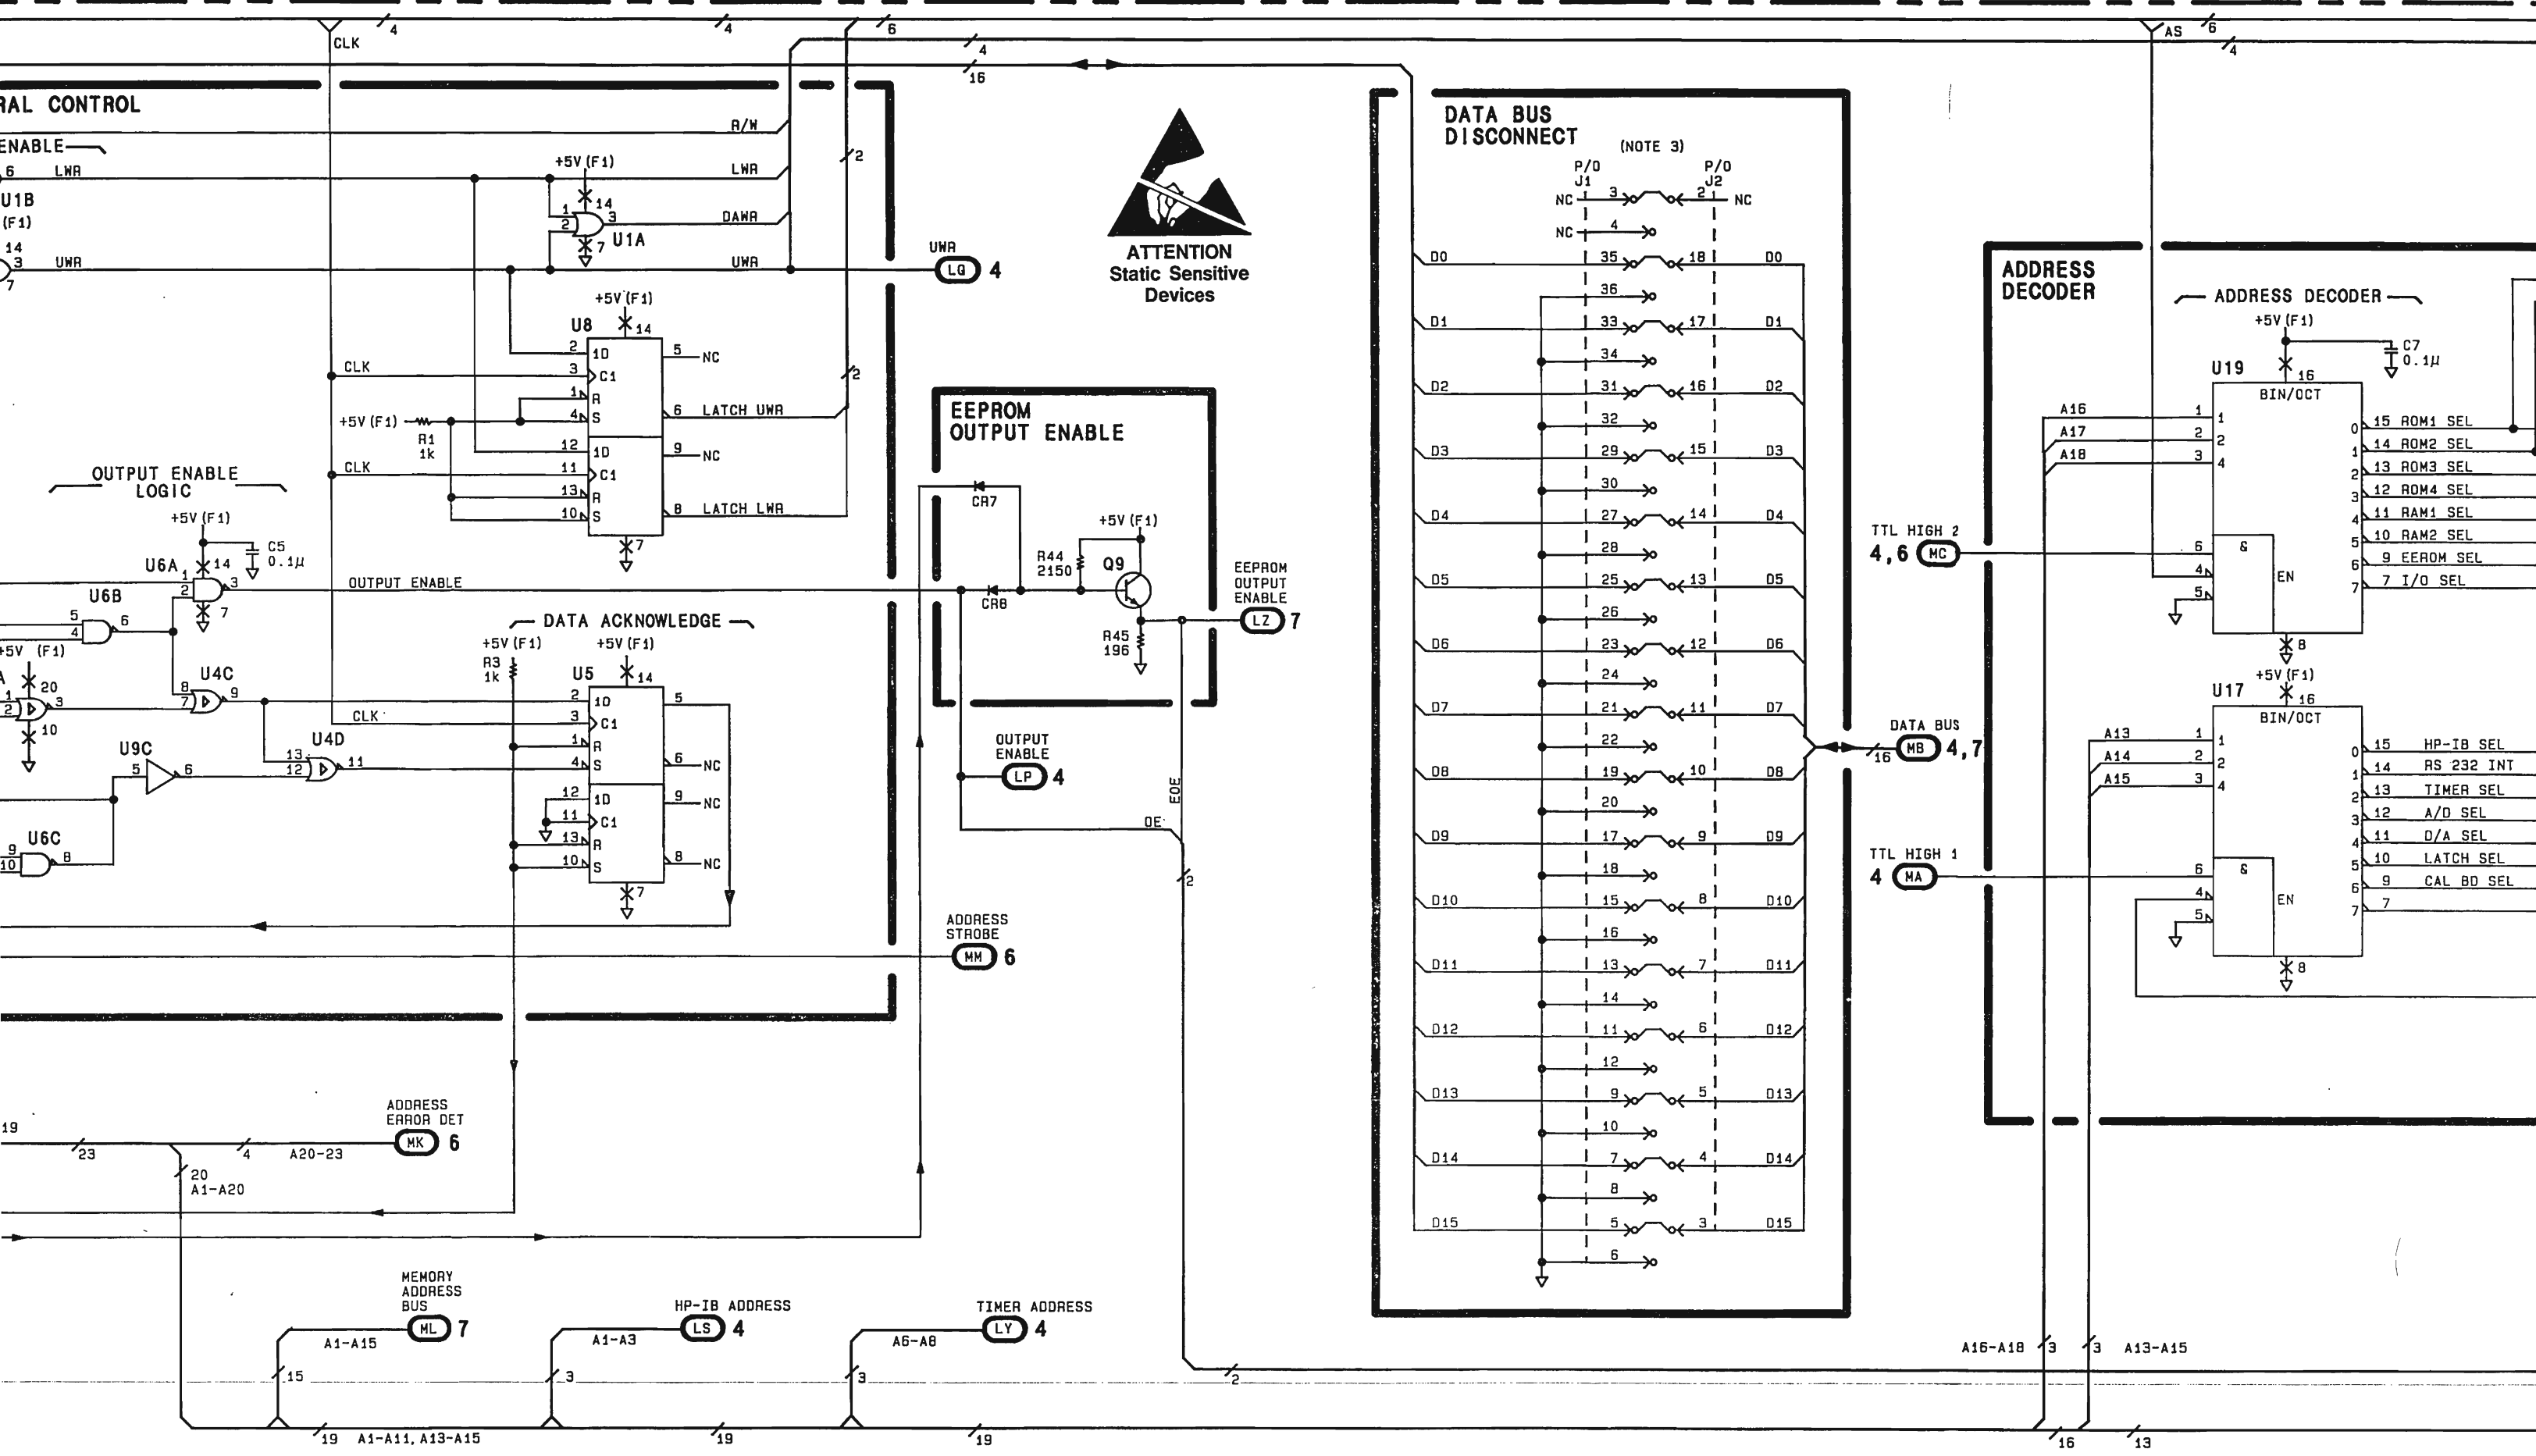 CLK
4
4
6
4
16
AS
6
4
RAL CONTROL
R/W
ENABLE
6 LWR
LWR
U1B
(F1)
14
3
7
UWR
+5V(F1)
14
1
2
3
7
U1A
DAWR
UWR
2
UWR
LQ 4
ATTENTION
Static Sensitive
Devices
+5V(F1)
U8
14
2 1D
5 NC
CLK
3 C1
1 R
4 S
6 LATCH UWR
+5V(F1)
R1
1k
12 1D
9 NC
CLK
11 C1
13 R
10 S
8 LATCH LWR
7
2
OUTPUT ENABLE
LOGIC
+5V(F1)
14
C5
0.1µ
U6A
1
2
3
7
OUTPUT ENABLE
U6B
5
4
6
+5V (F1)
A
20
1
2
3
10
U4C
8
7
9
U4D
13
12
11
U9C
5
6
U6C
9
10
8
DATA ACKNOWLEDGE
+5V(F1)
R3
1k
+5V(F1)
U5
14
2 1D
5
CLK
3 C1
1 R
4 S
6 NC
12 1D
9 NC
11 C1
13 R
10 S
8 NC
7
EEPROM
OUTPUT ENABLE
CR7
CR8
+5V(F1)
R44
2150
Q9
R45
196
EEPROM
OUTPUT
ENABLE
LZ 7
OUTPUT
ENABLE
LP 4
OE
EOE
2
ADDRESS
STROBE
MM 6
DATA BUS
DISCONNECT
(NOTE 3)
P/O
J1
P/O
J2
NC 3 2 NC
NC 4
D0 35 18 D0
36
D1 33 17 D1
34
D2 31 16 D2
32
D3 29 15 D3
30
D4 27 14 D4
28
D5 25 13 D5
26
D6 23 12 D6
24
D7 21 11 D7
22
D8 19 10 D8
20
D9 17 9 D9
18
D10 15 8 D10
16
D11 13 7 D11
14
D12 11 6 D12
12
D13 9 5 D13
10
D14 7 4 D14
8
D15 5 3 D15
6
DATA BUS
16 MB 4,7
TTL HIGH 2
4,6 MC
TTL HIGH 1
4 MA
ADDRESS
DECODER
ADDRESS DECODER
+5V(F1)
C7
0.1µ
U19
16
BIN/OCT
A16 1 1
A17 2 2
A18 3 4
0 15 ROM1 SEL
1 14 ROM2 SEL
2 13 ROM3 SEL
3 12 ROM4 SEL
4 11 RAM1 SEL
5 10 RAM2 SEL
6 9 EEROM SEL
7 7 I/O SEL
6 &
4
EN
5
8
+5V(F1)
U17
16
BIN/OCT
A13 1 1
A14 2 2
A15 3 4
0 15 HP-IB SEL
1 14 RS 232 INT
2 13 TIMER SEL
3 12 A/D SEL
4 11 D/A SEL
5 10 LATCH SEL
6 9 CAL BD SEL
7 7
6 &
4
EN
5
8
19
23
4
A20-23
ADDRESS
ERROR DET
MK 6
20
A1-A20
MEMORY
ADDRESS
BUS
ML 7
A1-A15
15
HP-IB ADDRESS
LS 4
A1-A3
3
TIMER ADDRESS
LY 4
A6-A8
3
2
A16-A18 3
3 A13-A15
19 A1-A11,A13-A15
19
19
16
13